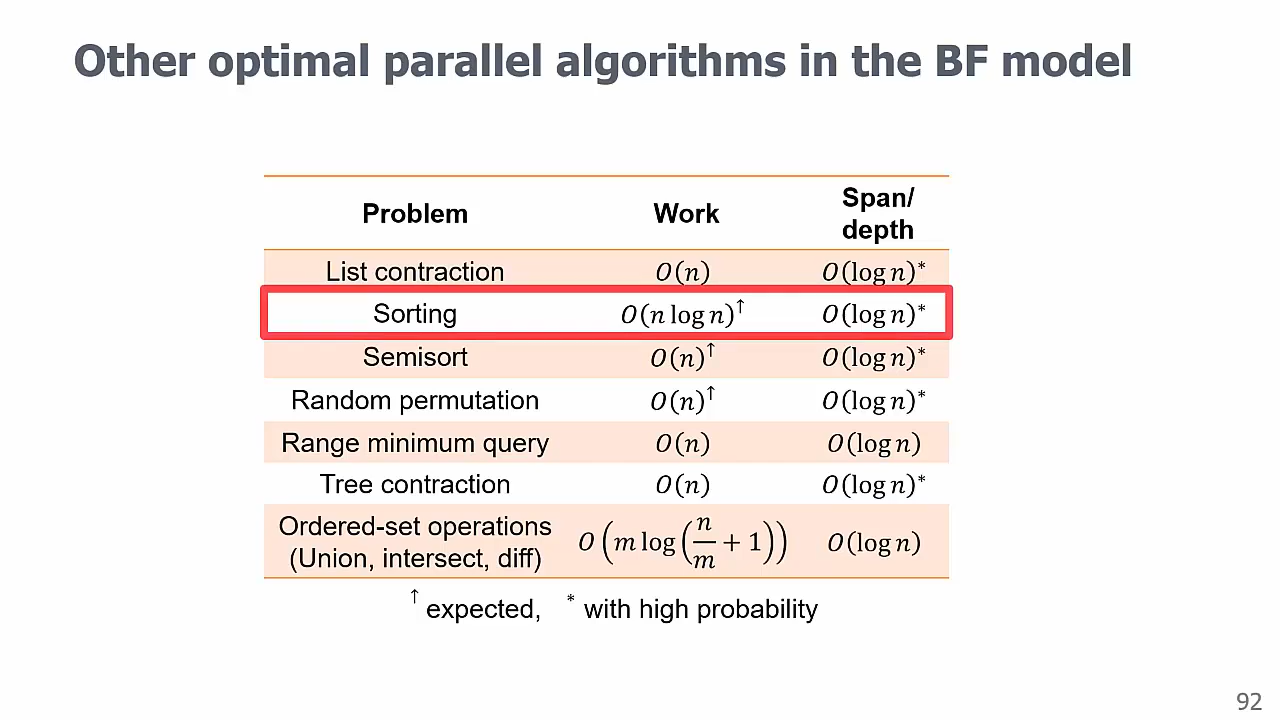 Other optimal parallel algorithms in the BF model
Problem Work Span/
depth
List contraction O(n) O(log n)*
Sorting O(n log n)↑ O(log n)*
Semisort O(n)↑ O(log n)*
Random permutation O(n)↑ O(log n)*
Range minimum query O(n) O(log n)
Tree contraction O(n) O(log n)*
Ordered-set operations
(Union, intersect, diff) O(m log(n/m + 1)) O(log n)
↑ expected, * with high probability
92